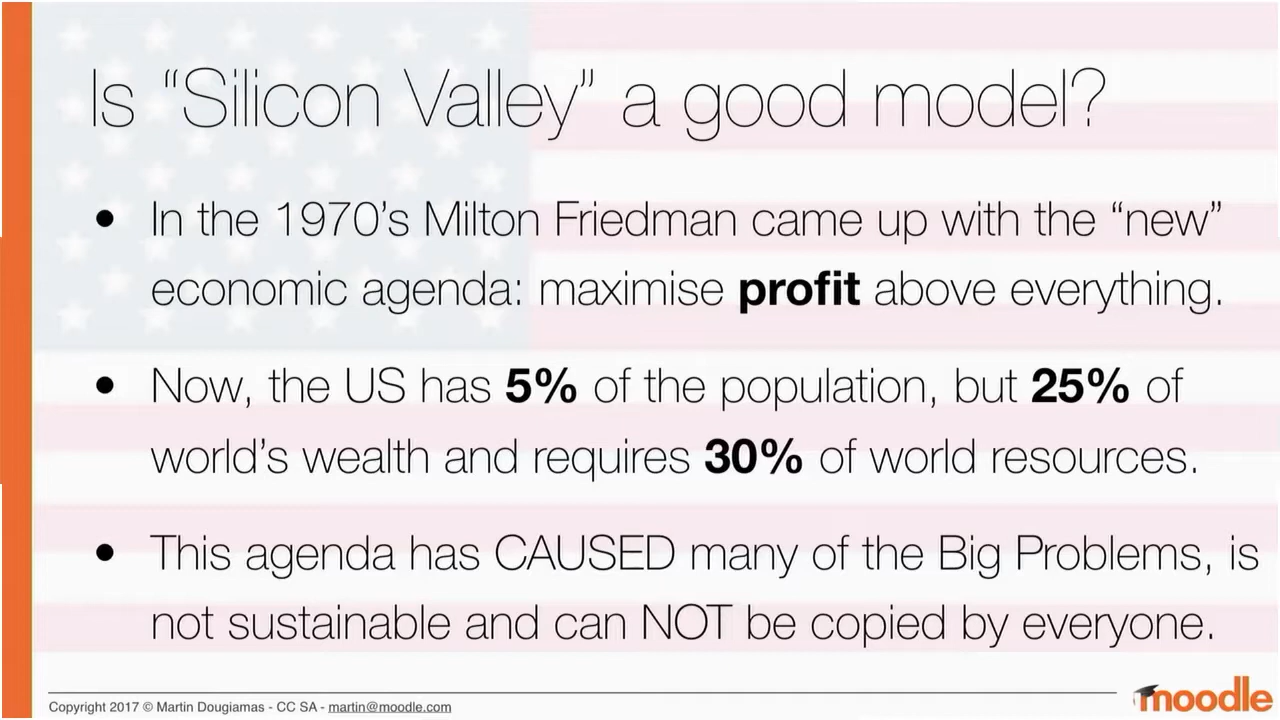 Is “Silicon Valley” a good model?
• In the 1970’s Milton Friedman came up with the “new”
economic agenda: maximise profit above everything.
• Now, the US has 5% of the population, but 25% of
world’s wealth and requires 30% of world resources.
• This agenda has CAUSED many of the Big Problems, is
not sustainable and can NOT be copied by everyone.
Copyright 2017 © Martin Dougiamas - CC SA - martin@moodle.com
moodle